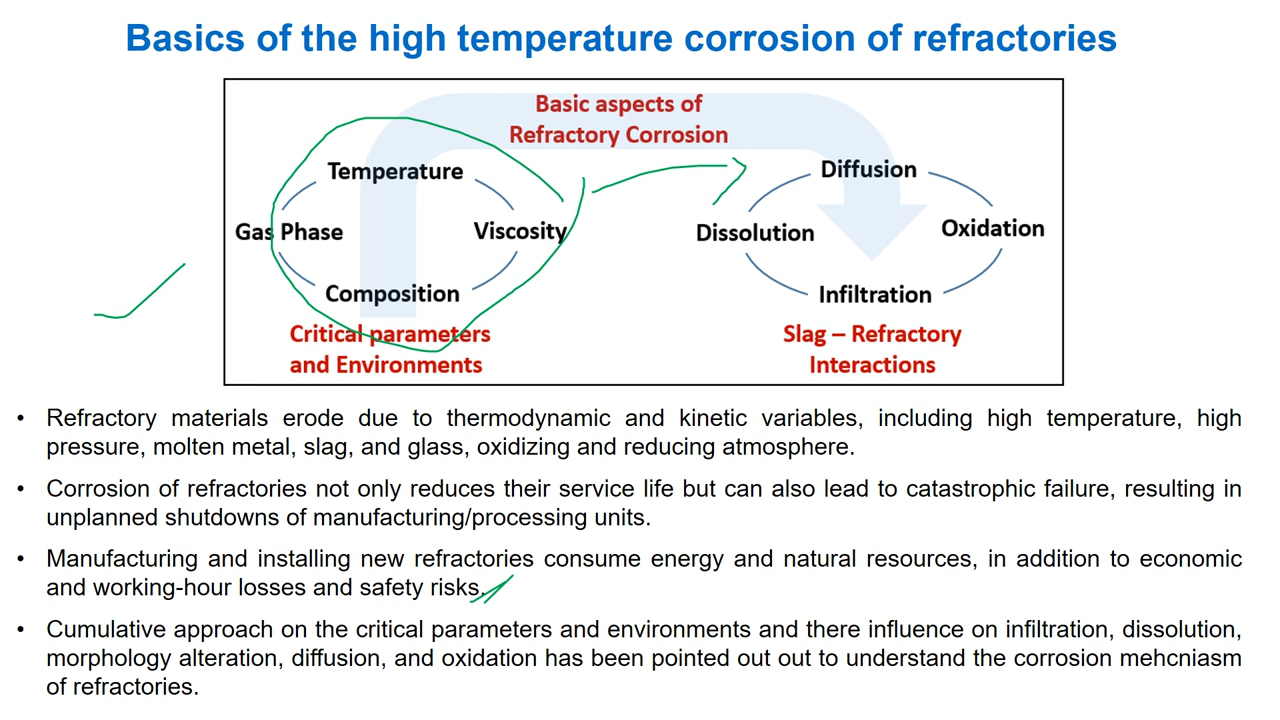 Basics of the high temperature corrosion of refractories
Basic aspects of
Refractory Corrosion
Temperature
Gas Phase
Viscosity
Composition
Critical parameters
and Environments
Diffusion
Dissolution
Oxidation
Infiltration
Slag – Refractory
Interactions
• Refractory materials erode due to thermodynamic and kinetic variables, including high temperature, high
pressure, molten metal, slag, and glass, oxidizing and reducing atmosphere.
• Corrosion of refractories not only reduces their service life but can also lead to catastrophic failure, resulting in
unplanned shutdowns of manufacturing/processing units.
• Manufacturing and installing new refractories consume energy and natural resources, in addition to economic
and working-hour losses and safety risks.
• Cumulative approach on the critical parameters and environments and there influence on infiltration, dissolution,
morphology alteration, diffusion, and oxidation has been pointed out out to understand the corrosion mehcniasm
of refractories.